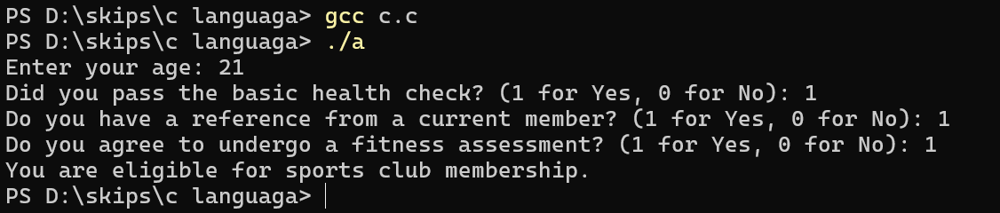 PS D:\skips\c languaga> gcc c.c
PS D:\skips\c languaga> ./a
Enter your age: 21
Did you pass the basic health check? (1 for Yes, 0 for No): 1
Do you have a reference from a current member? (1 for Yes, 0 for No): 1
Do you agree to undergo a fitness assessment? (1 for Yes, 0 for No): 1
You are eligible for sports club membership.
PS D:\skips\c languaga>